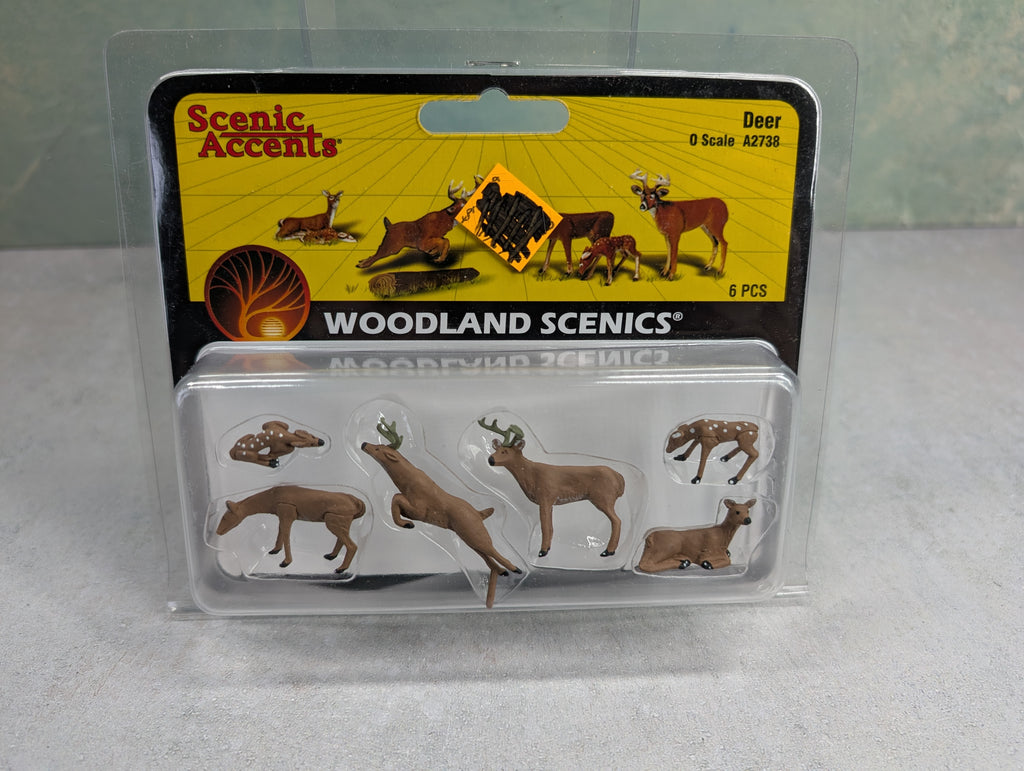 Scenic
Accents®
Deer
O Scale A2738
6 PCS
WOODLAND SCENICS®